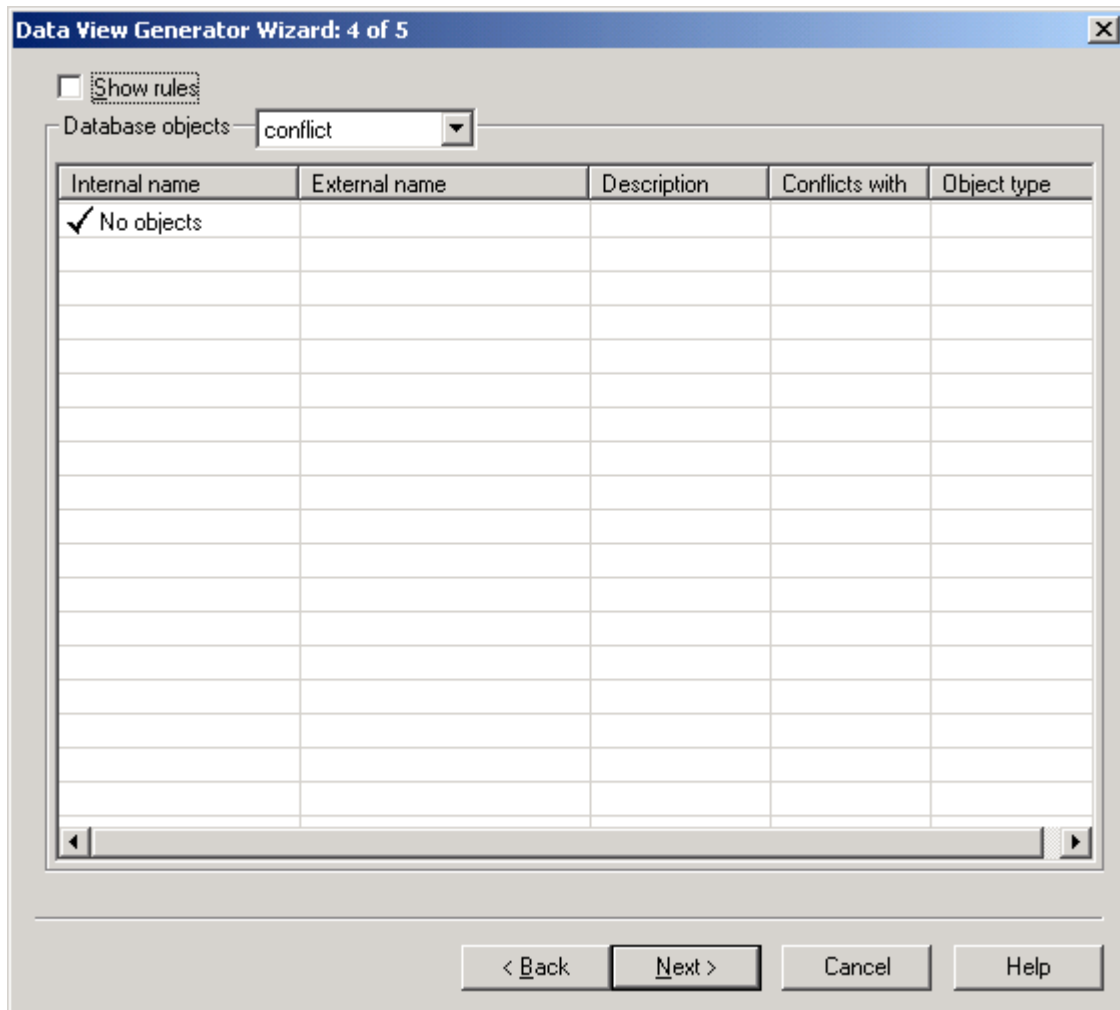 Data View Generator Wizard: 4 of 5
Show rules
Database objects conflict
Internal name External name Description Conflicts with Object type
No objects
< Back Next > Cancel Help